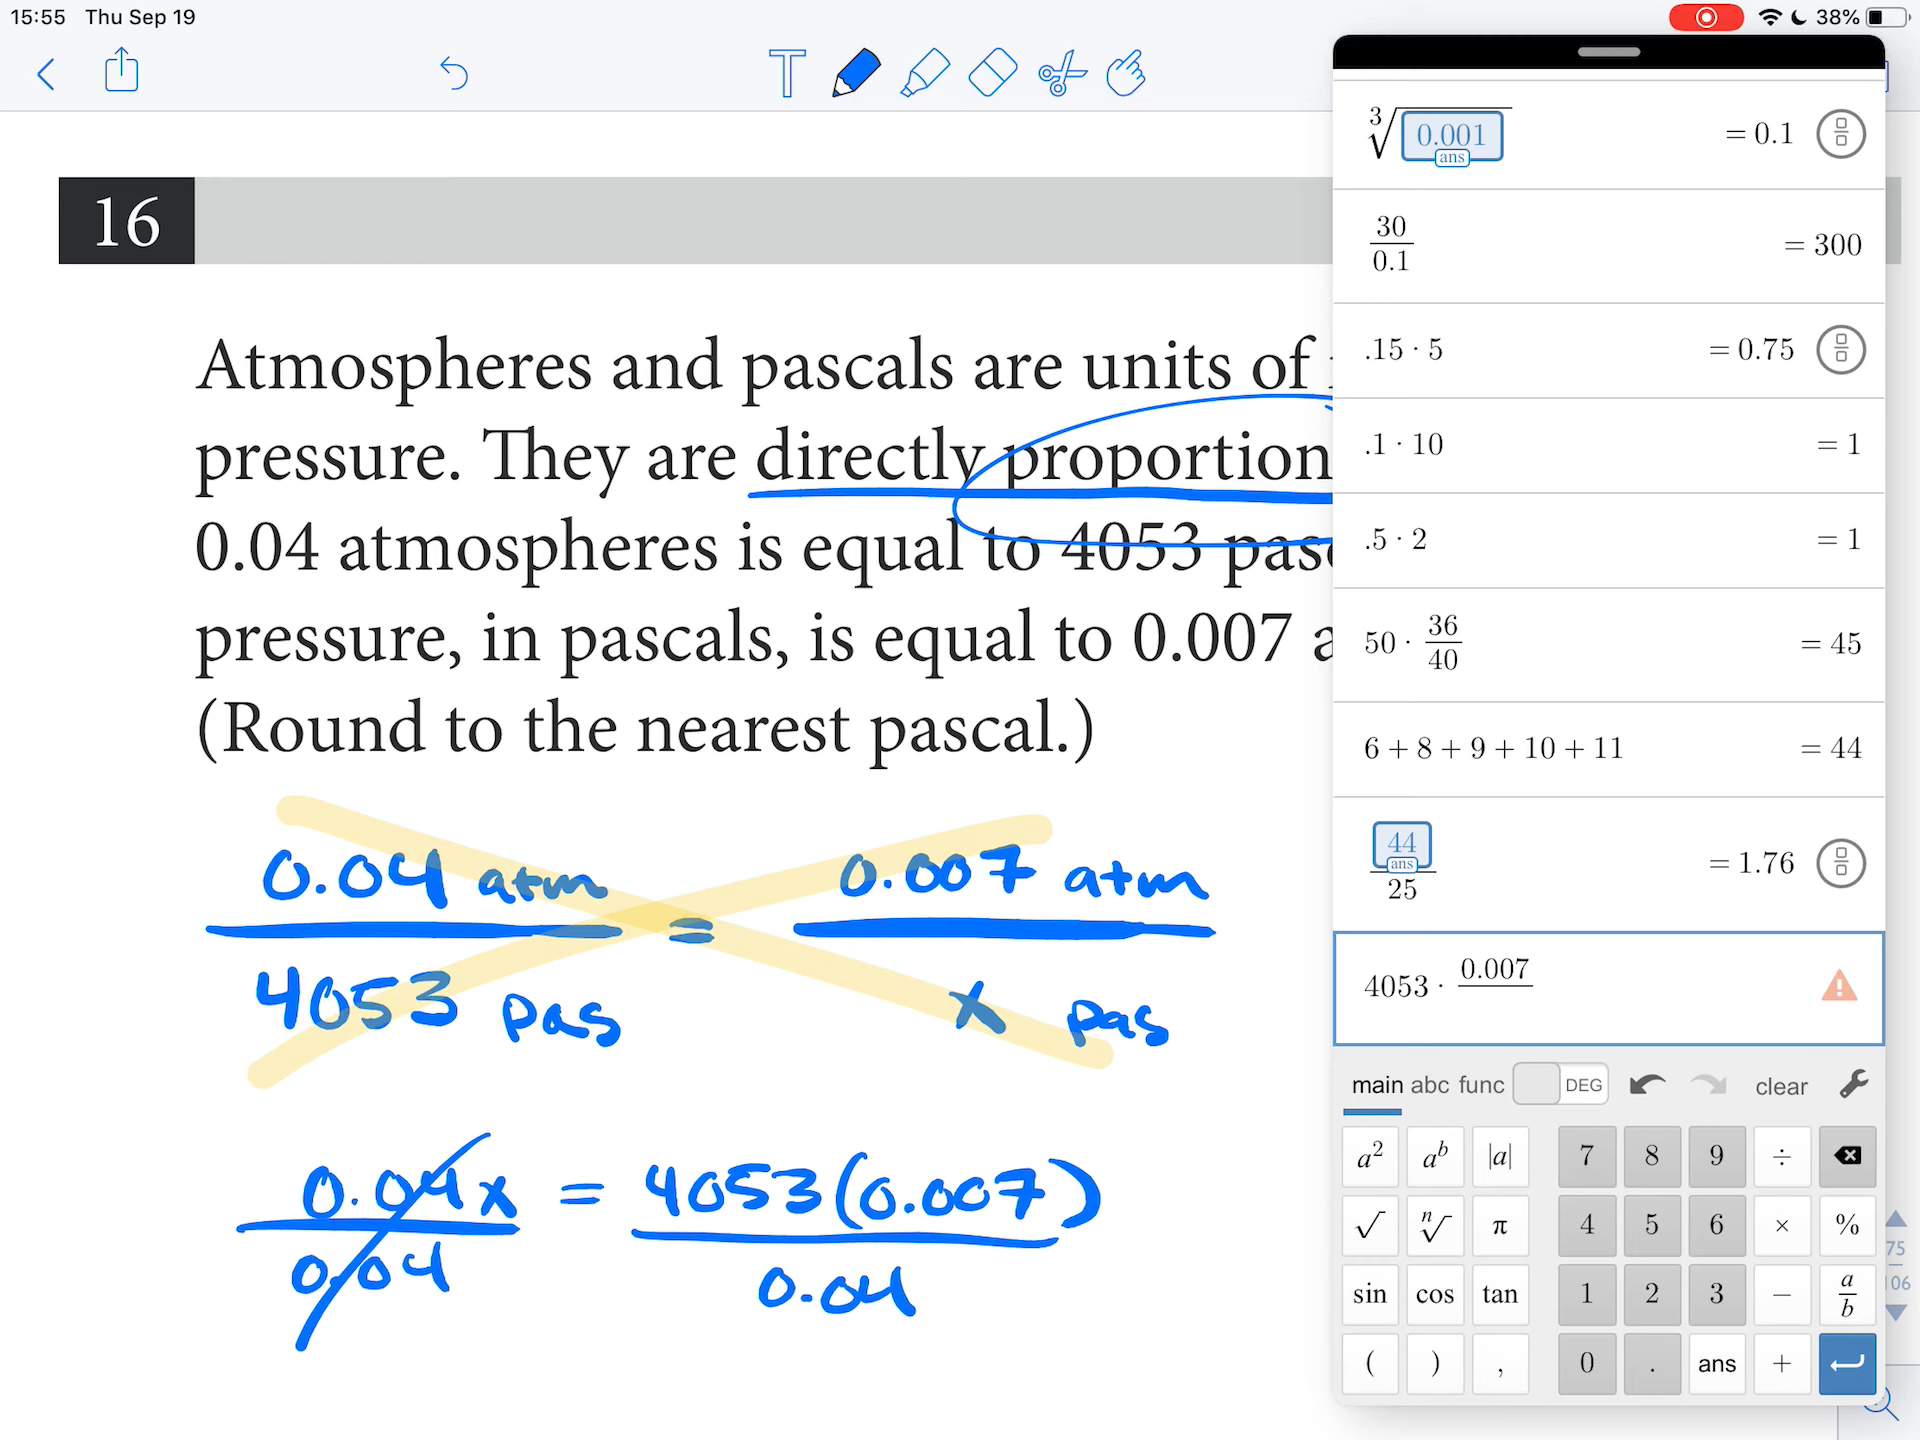 15:55 Thu Sep 19
38%
16
Atmospheres and pascals are units of
pressure. They are directly proportion
0.04 atmospheres is equal to 4053 pas
pressure, in pascals, is equal to 0.007 a
(Round to the nearest pascal.)
0.04 atm = 0.007 atm
4053 pas x pas
0.04x = 4053(0.007)
0.04 0.04
∛0.001 = 0.1
ans
30/0.1 = 300
.15 · 5 = 0.75
.1 · 10 = 1
.5 · 2 = 1
50 · 36/40 = 45
6 + 8 + 9 + 10 + 11 = 44
44/25 = 1.76
ans
4053 · 0.007
main abc func DEG clear
a² aᵇ |a| 7 8 9 ÷
√ ⁿ√ π 4 5 6 × %
sin cos tan 1 2 3 − a/b
( ) , 0 . ans +
75
06